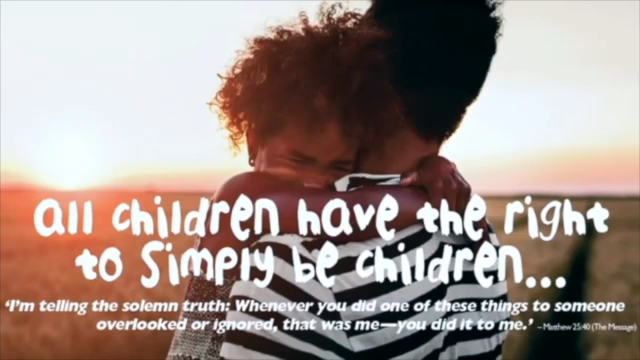 all children have the right
to Simply be children...
‘I’m telling the solemn truth: Whenever you did one of these things to someone
overlooked or ignored, that was me—you did it to me.’ – Matthew 25:40 (The Message)